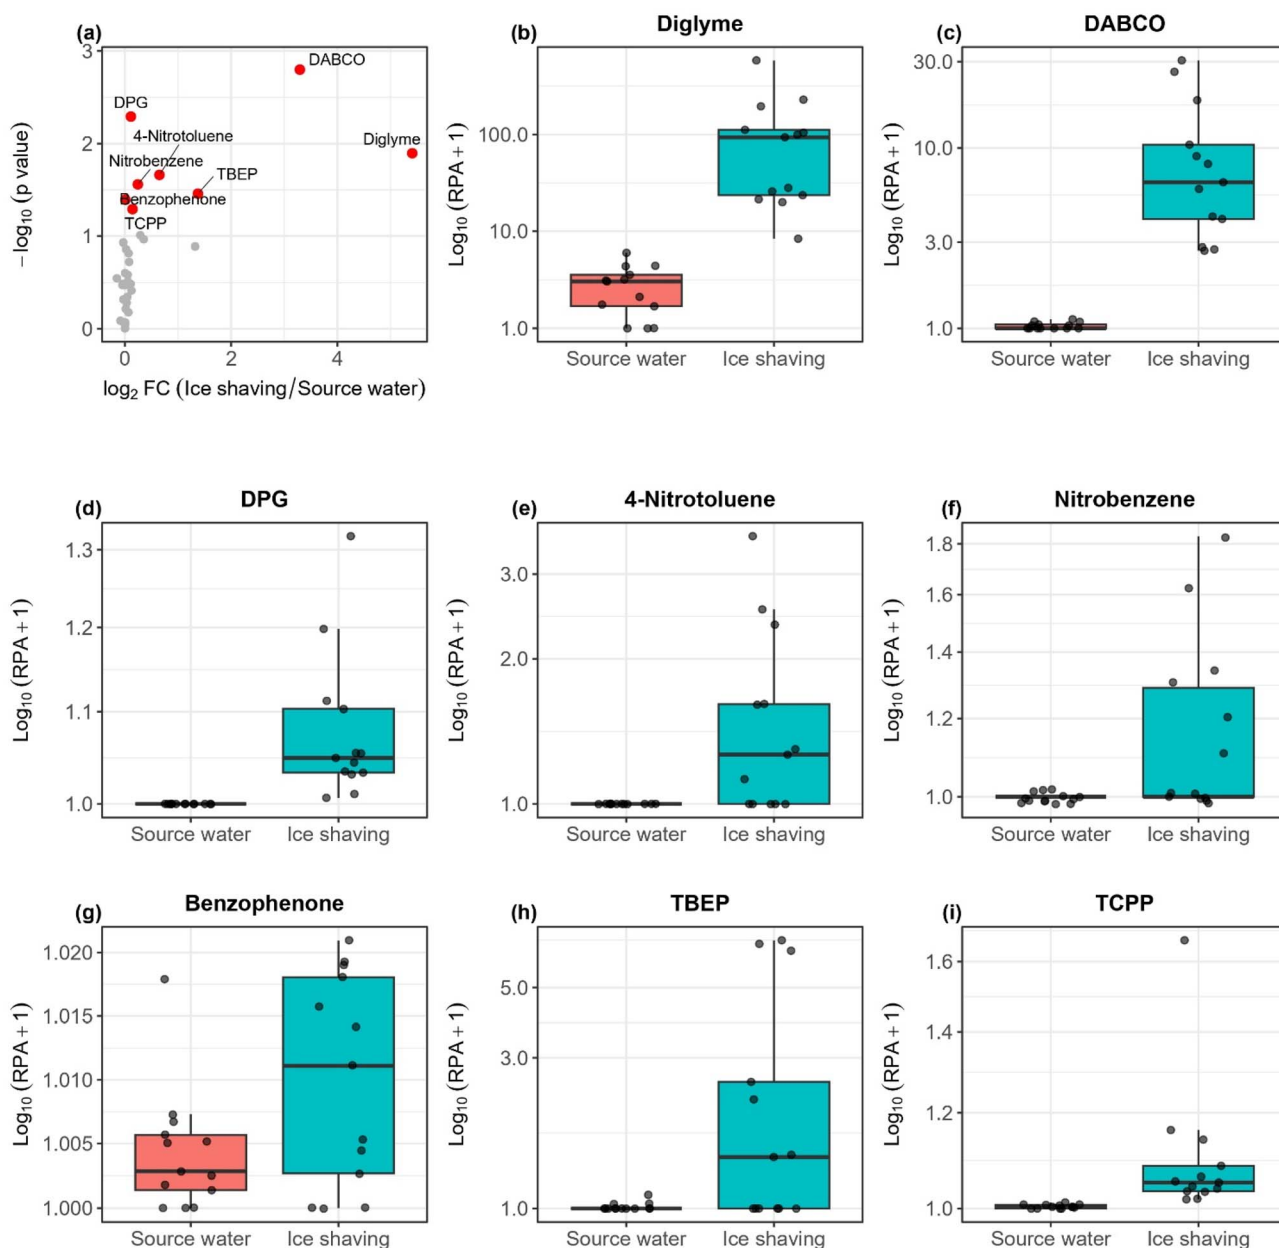 (a)
3
2
1
0
−log₁₀ (p value)
DABCO
DPG
4-Nitrotoluene
Diglyme
Nitrobenzene
TBEP
Benzophenone
TCPP
0 2 4
log₂ FC (Ice shaving/Source water)
(b) Diglyme
100.0
10.0
1.0
Log₁₀ (RPA + 1)
Source water Ice shaving
(c) DABCO
30.0
10.0
3.0
1.0
Log₁₀ (RPA + 1)
Source water Ice shaving
(d) DPG
1.3
1.2
1.1
1.0
Log₁₀ (RPA + 1)
Source water Ice shaving
(e) 4-Nitrotoluene
3.0
2.0
1.0
Log₁₀ (RPA + 1)
Source water Ice shaving
(f) Nitrobenzene
1.8
1.6
1.4
1.2
1.0
Log₁₀ (RPA + 1)
Source water Ice shaving
(g) Benzophenone
1.020
1.015
1.010
1.005
1.000
Log₁₀ (RPA + 1)
Source water Ice shaving
(h) TBEP
5.0
3.0
1.0
Log₁₀ (RPA + 1)
Source water Ice shaving
(i) TCPP
1.6
1.4
1.2
1.0
Log₁₀ (RPA + 1)
Source water Ice shaving